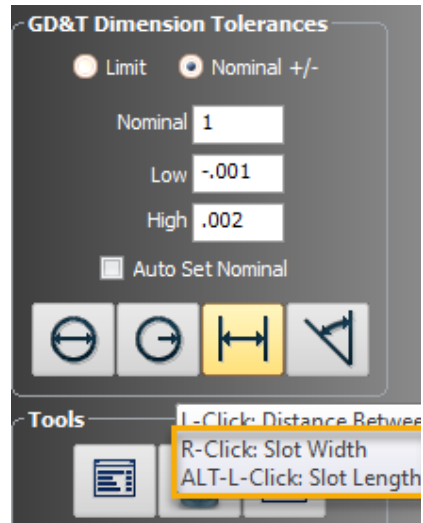 GD&T Dimension Tolerances
Limit Nominal +/-
Nominal 1
Low -.001
High .002
Auto Set Nominal
Tools
L-Click: Distance Betwee
R-Click: Slot Width
ALT-L-Click: Slot Length